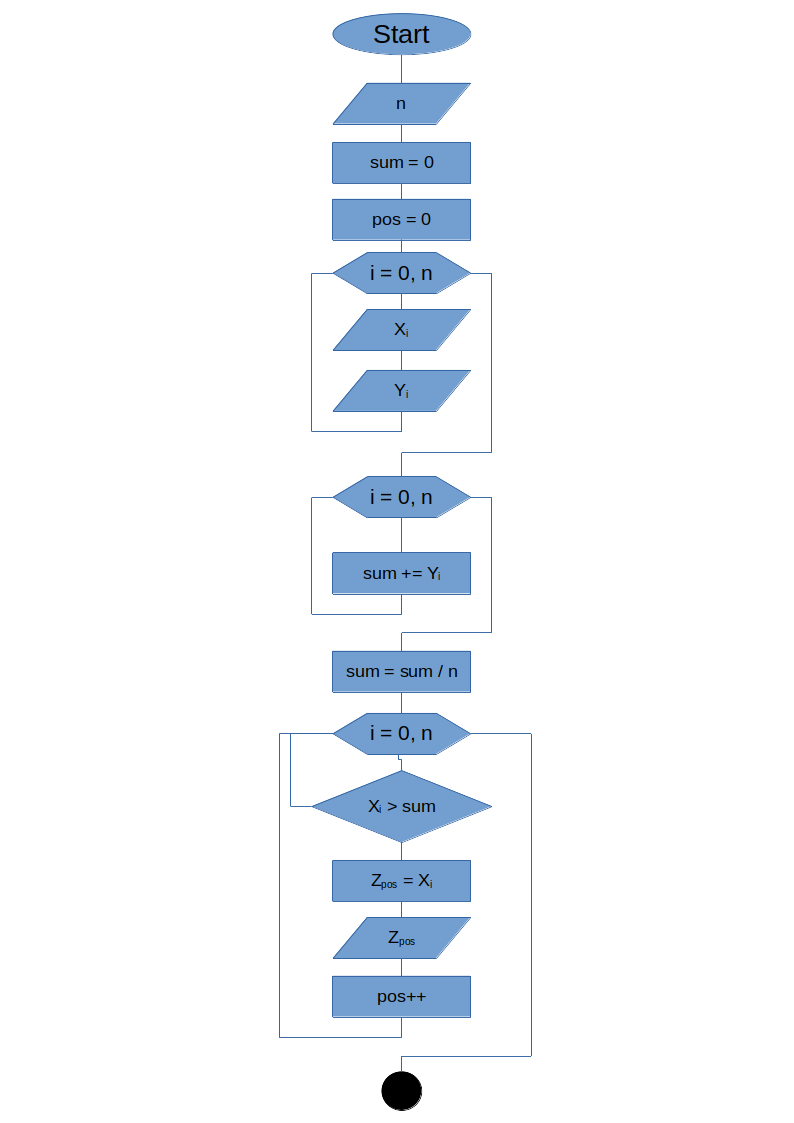 Start
n
sum = 0
pos = 0
i = 0, n
Xi
Yi
i = 0, n
sum += Yi
sum = sum / n
i = 0, n
Xi > sum
Zpos = Xi
Zpos
pos++